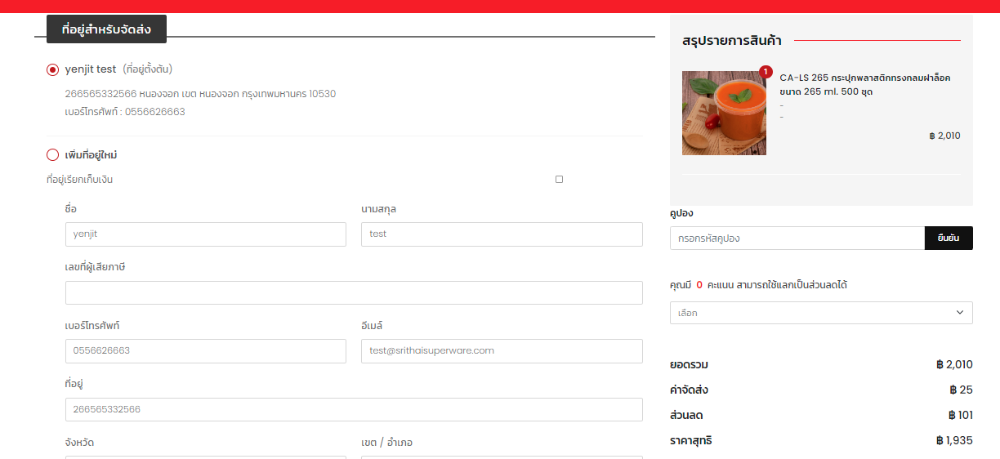 ที่อยู่สำหรับจัดส่ง
yenjit test (ที่อยู่ตั้งต้น)
266565332566 หนองจอก เขต หนองจอก กรุงเทพมหานคร 10530
เบอร์โทรศัพท์ : 0556626663
เพิ่มที่อยู่ใหม่
ที่อยู่เรียกเก็บเงิน
ชื่อ
นามสกุล
yenjit
test
เลขที่ผู้เสียภาษี
เบอร์โทรศัพท์
อีเมล์
0556626663
test@srithaisuperware.com
ที่อยู่
266565332566
จังหวัด
เขต / อำเภอ
สรุปรายการสินค้า
1
CA-LS 265 กระปุกพลาสติกทรงกลมฝาล็อค
ขนาด 265 ml. 500 ชุด
-
-
฿ 2,010
คูปอง
กรอกรหัสคูปอง
ยืนยัน
คุณมี 0 คะแนน สามารถใช้แลกเป็นส่วนลดได้
เลือก
ยอดรวม ฿ 2,010
ค่าจัดส่ง ฿ 25
ส่วนลด ฿ 101
ราคาสุทธิ ฿ 1,935